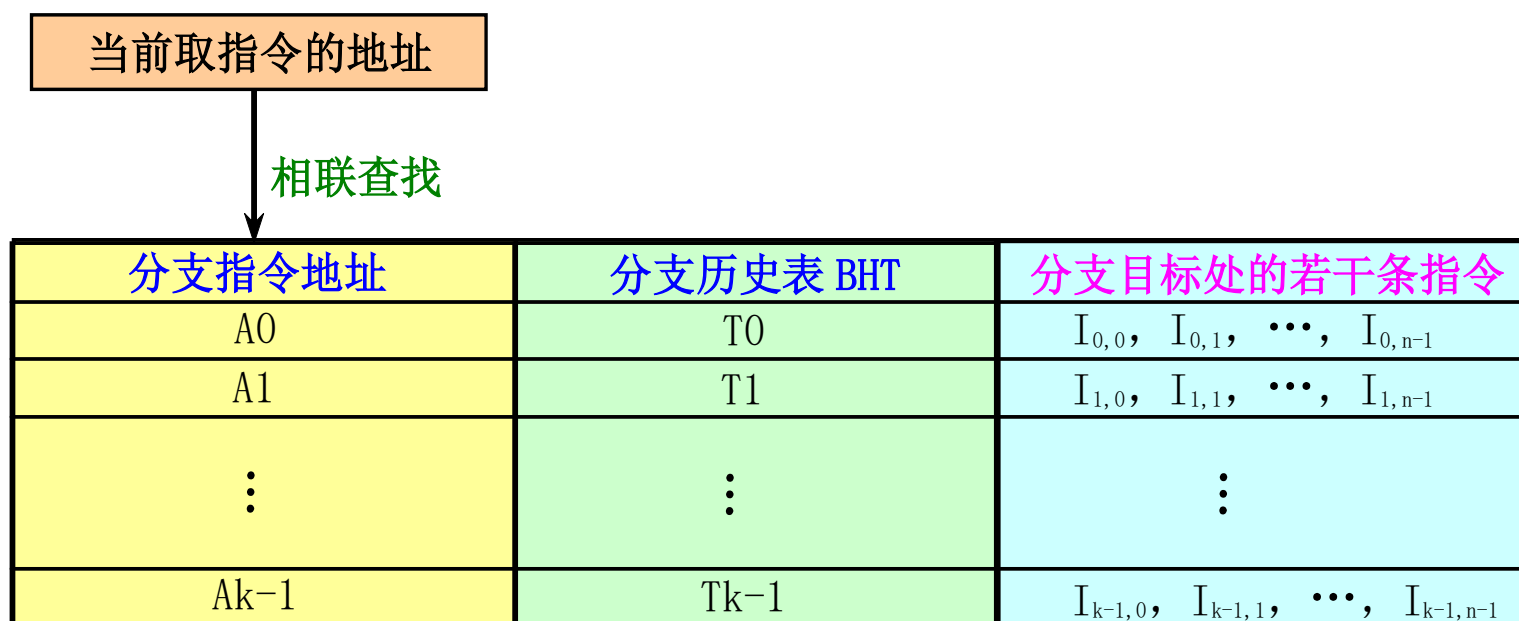 当前取指令的地址
相联查找
分支指令地址 分支历史表 BHT 分支目标处的若干条指令
A0 T0 I0,0, I0,1, ···, I0,n-1
A1 T1 I1,0, I1,1, ···, I1,n-1
⋮ ⋮ ⋮
Ak-1 Tk-1 Ik-1,0, Ik-1,1, ···, Ik-1,n-1